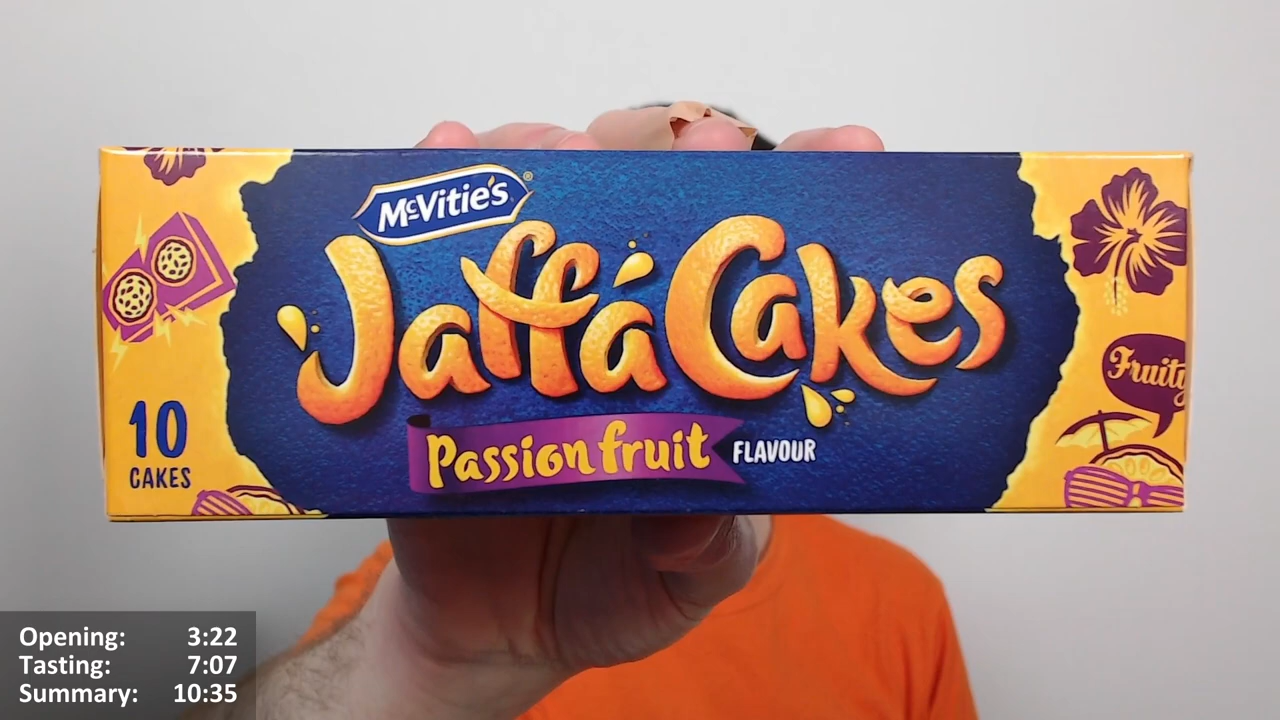 McVitie's®
Jaffa Cakes
Passion fruit FLAVOUR
10
CAKES
Fruity
Opening: 3:22
Tasting: 7:07
Summary: 10:35